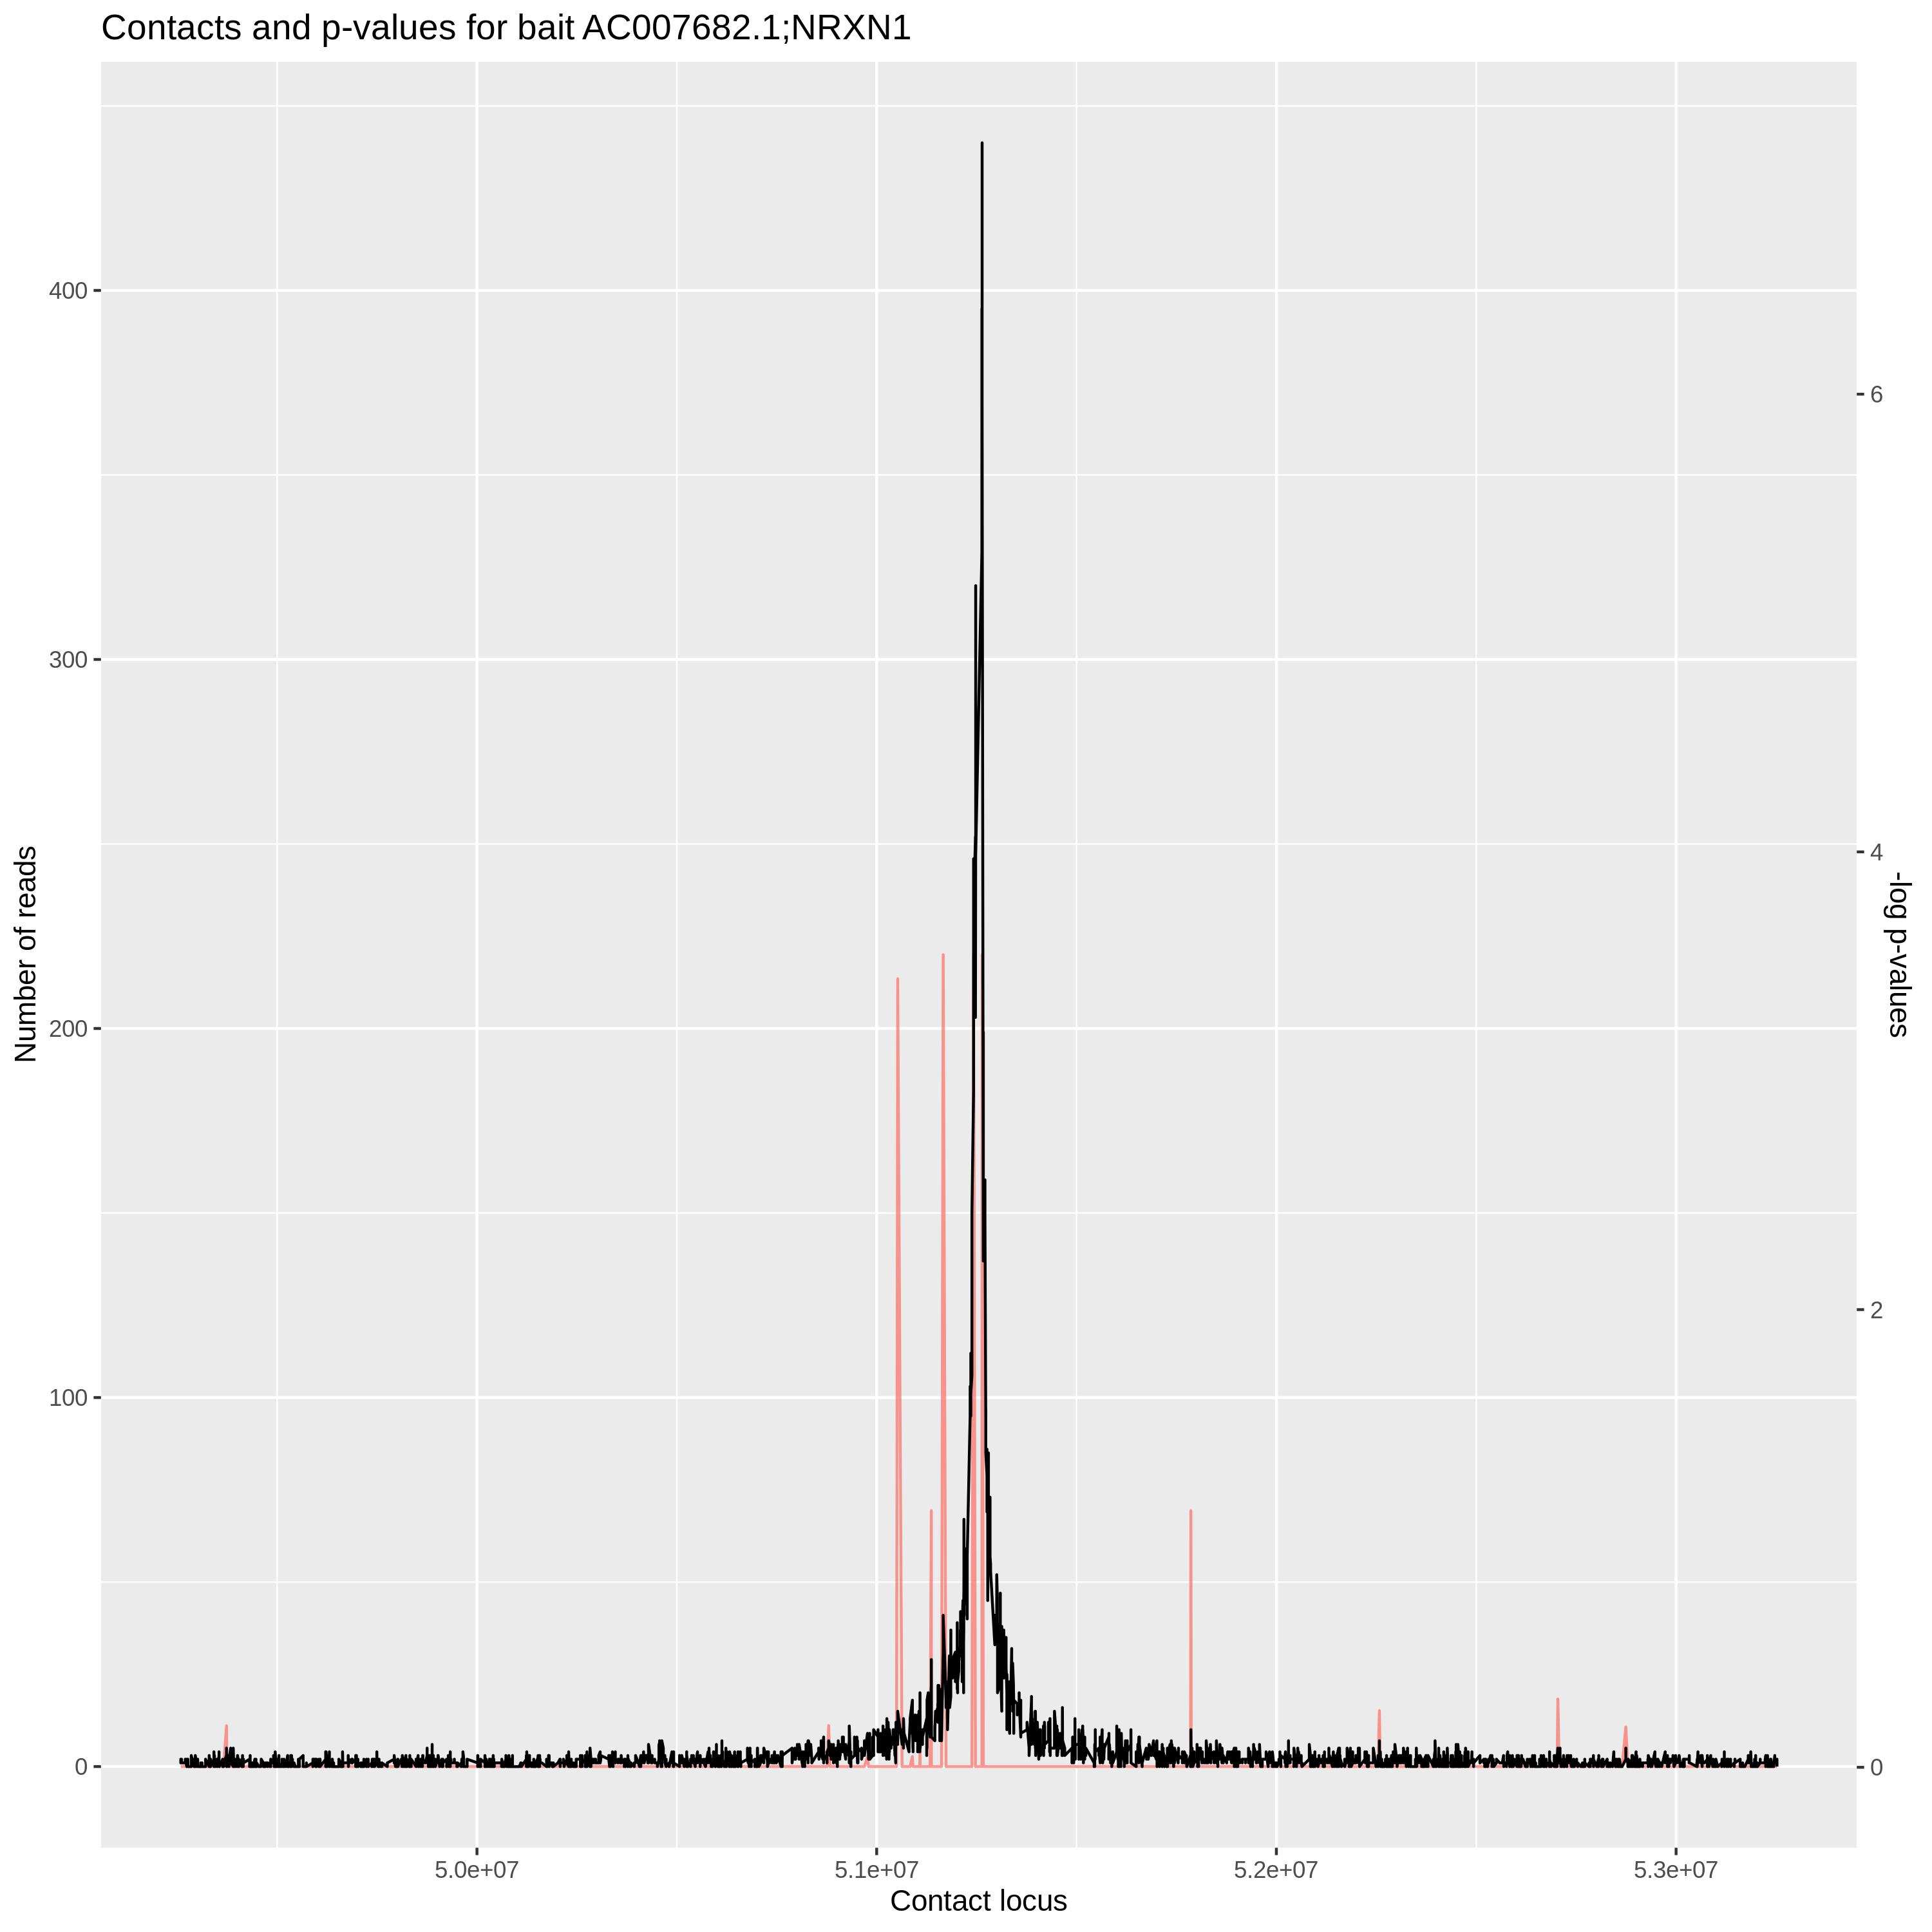 Contacts and p-values for bait AC007682.1;NRXN1
400
300
200
100
0
Number of reads
6
4
2
0
-log p-values
5.0e+07
5.1e+07
5.2e+07
5.3e+07
Contact locus